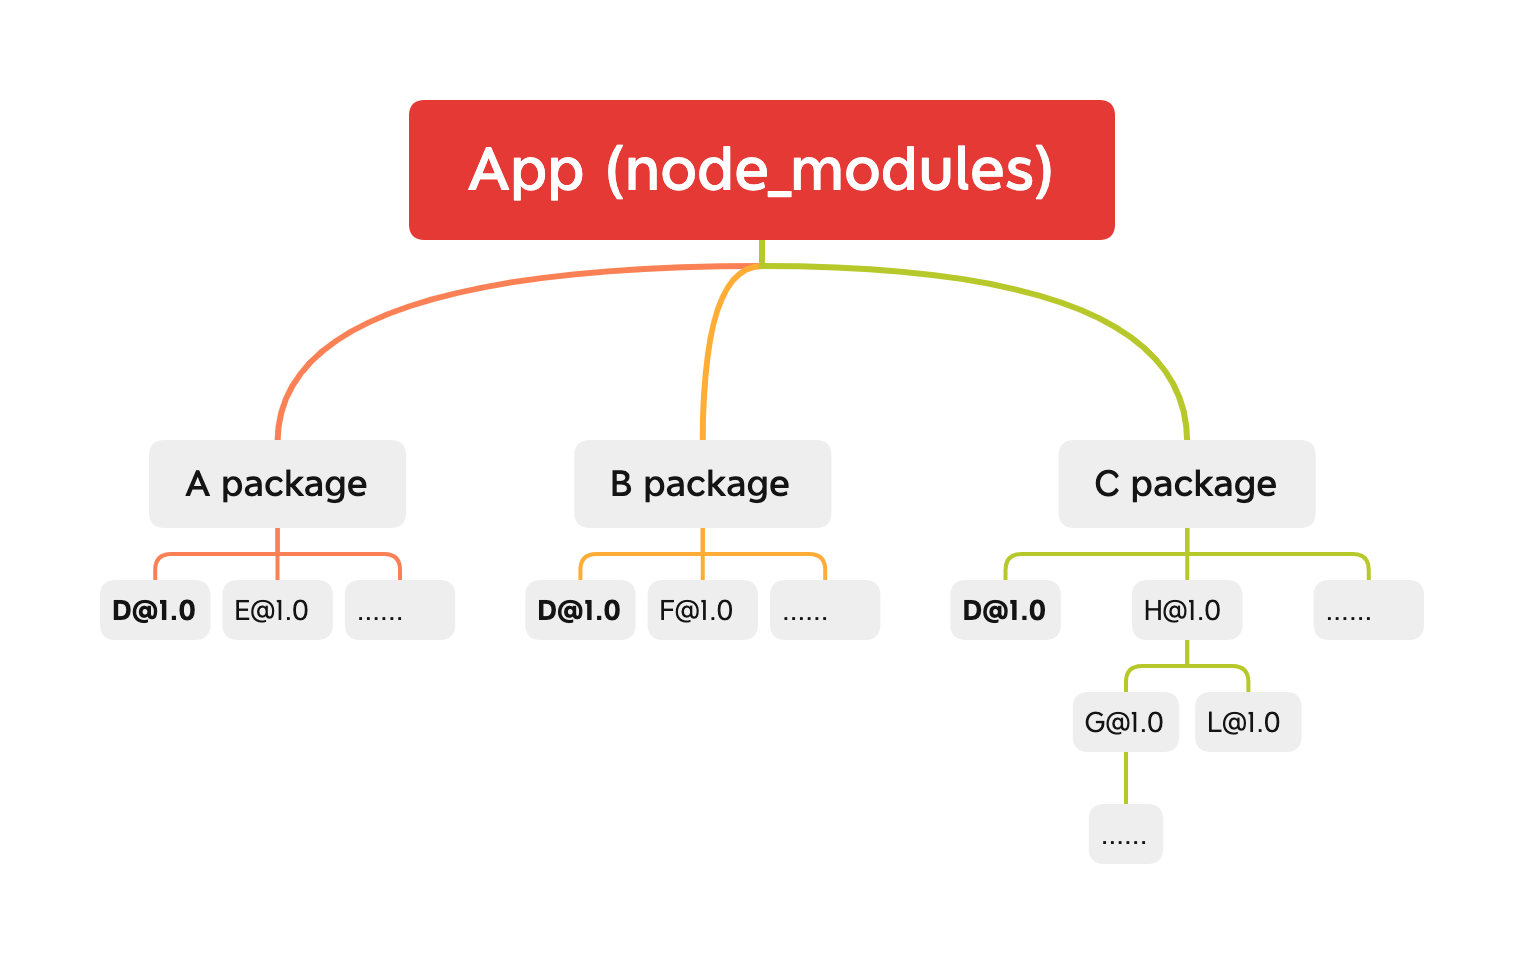 App (node_modules)
A package
B package
C package
D@1.0
E@1.0
......
D@1.0
F@1.0
......
D@1.0
H@1.0
......
G@1.0
L@1.0
......